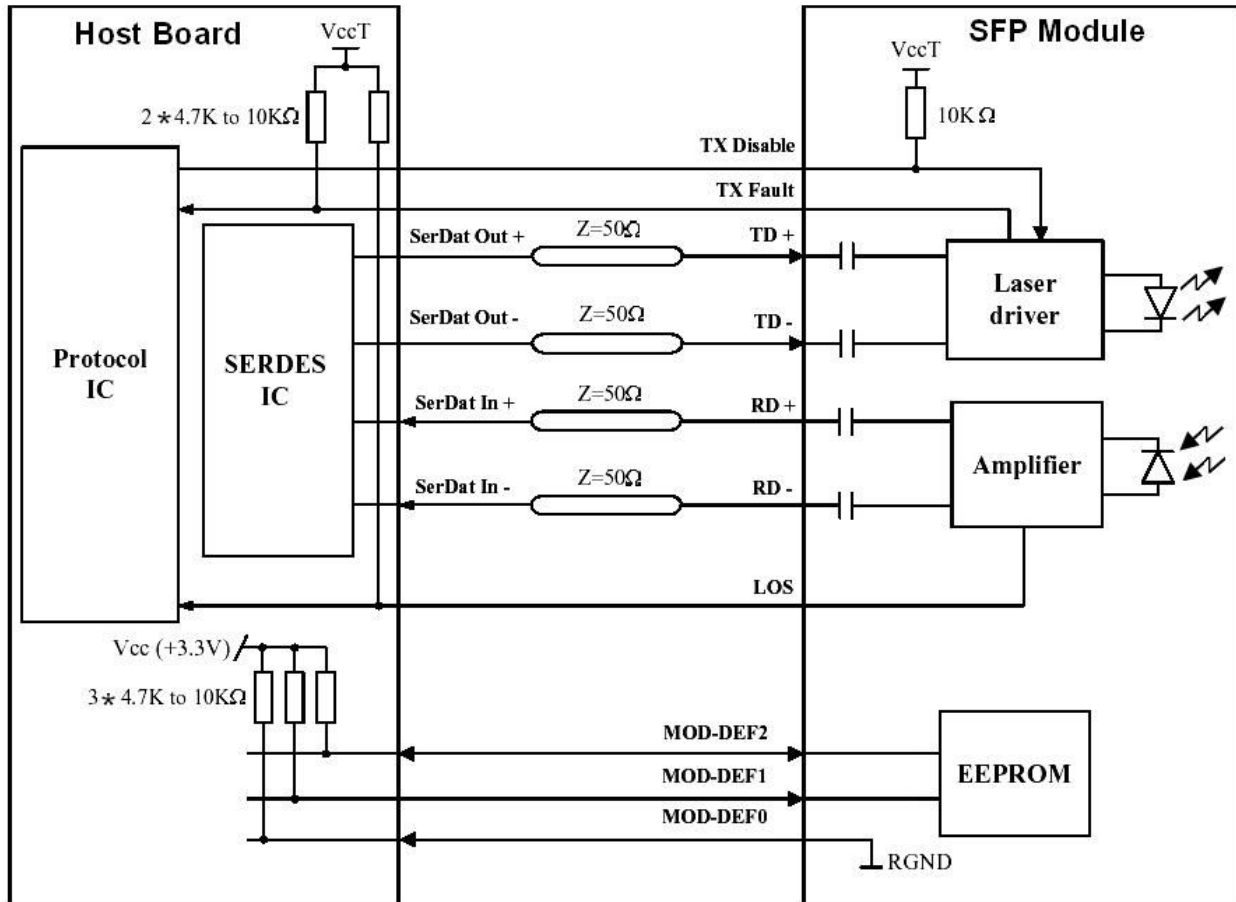 Host Board
SFP Module
VccT
VccT
2*4.7K to 10KΩ
10K Ω
TX Disable
TX Fault
SerDat Out +
Z=50Ω
TD +
Laser driver
SerDat Out -
Z=50Ω
TD -
Protocol IC
SERDES IC
SerDat In +
Z=50Ω
RD +
Amplifier
SerDat In -
Z=50Ω
RD -
LOS
Vcc (+3.3V)
3* 4.7K to 10KΩ
MOD-DEF2
EEPROM
MOD-DEF1
MOD-DEF0
RGND